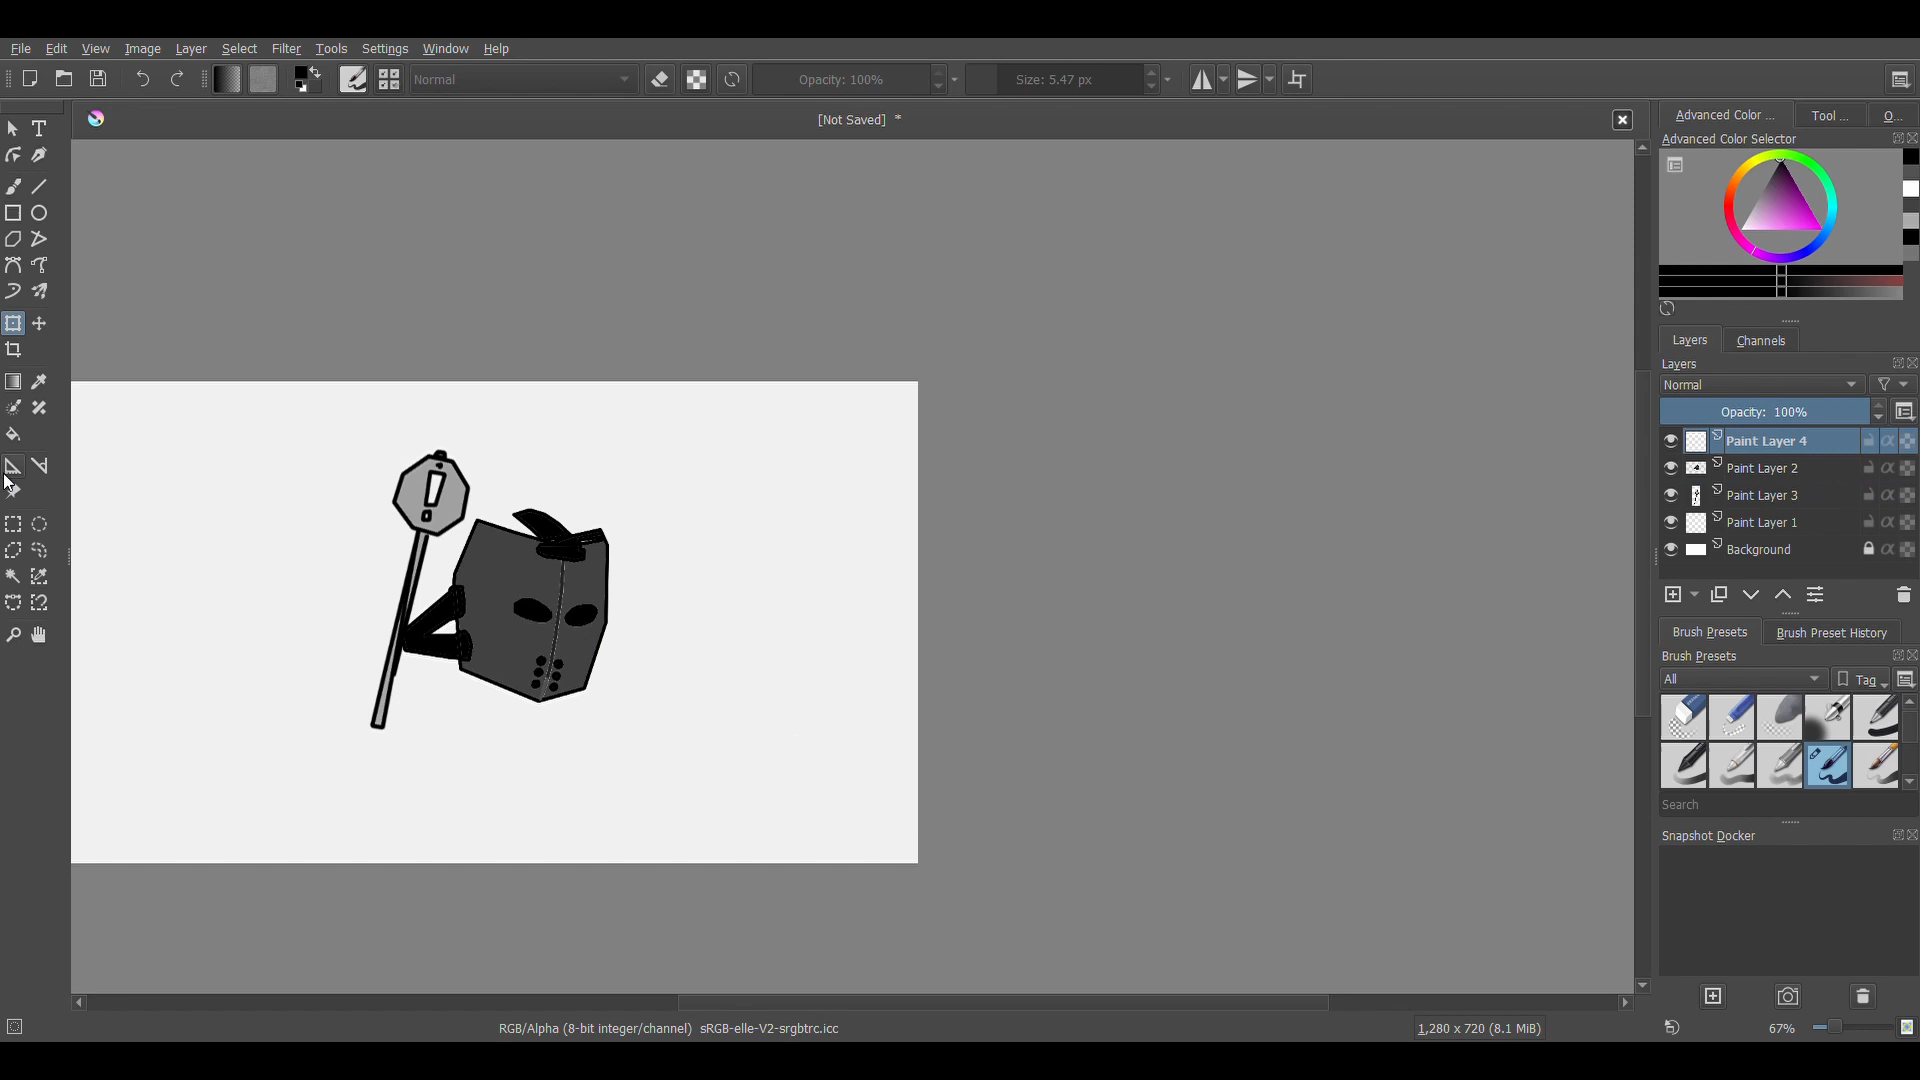 File Edit View Image Layer Select Filter Tools Settings Window Help
Normal Opacity: 100% Size: 5.47 px
[Not Saved] *
Advanced Color ... Tool ... O...
Advanced Color Selector
Layers Channels
Layers
Normal
Opacity: 100%
Paint Layer 4
Paint Layer 2
Paint Layer 3
Paint Layer 1
Background
Brush Presets Brush Preset History
Brush Presets
All Tag
Search
Snapshot Docker
RGB/Alpha (8-bit integer/channel) sRGB-elle-V2-srgbtrc.icc 1,280 x 720 (8.1 MiB) 67%